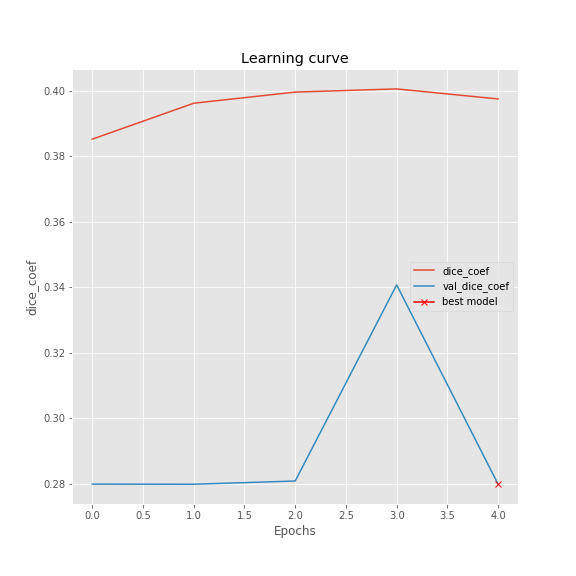 Learning curve
0.40
0.38
0.36
0.34
0.32
0.30
0.28
dice_coef
dice_coef
val_dice_coef
best model
0.0 0.5 1.0 1.5 2.0 2.5 3.0 3.5 4.0
Epochs